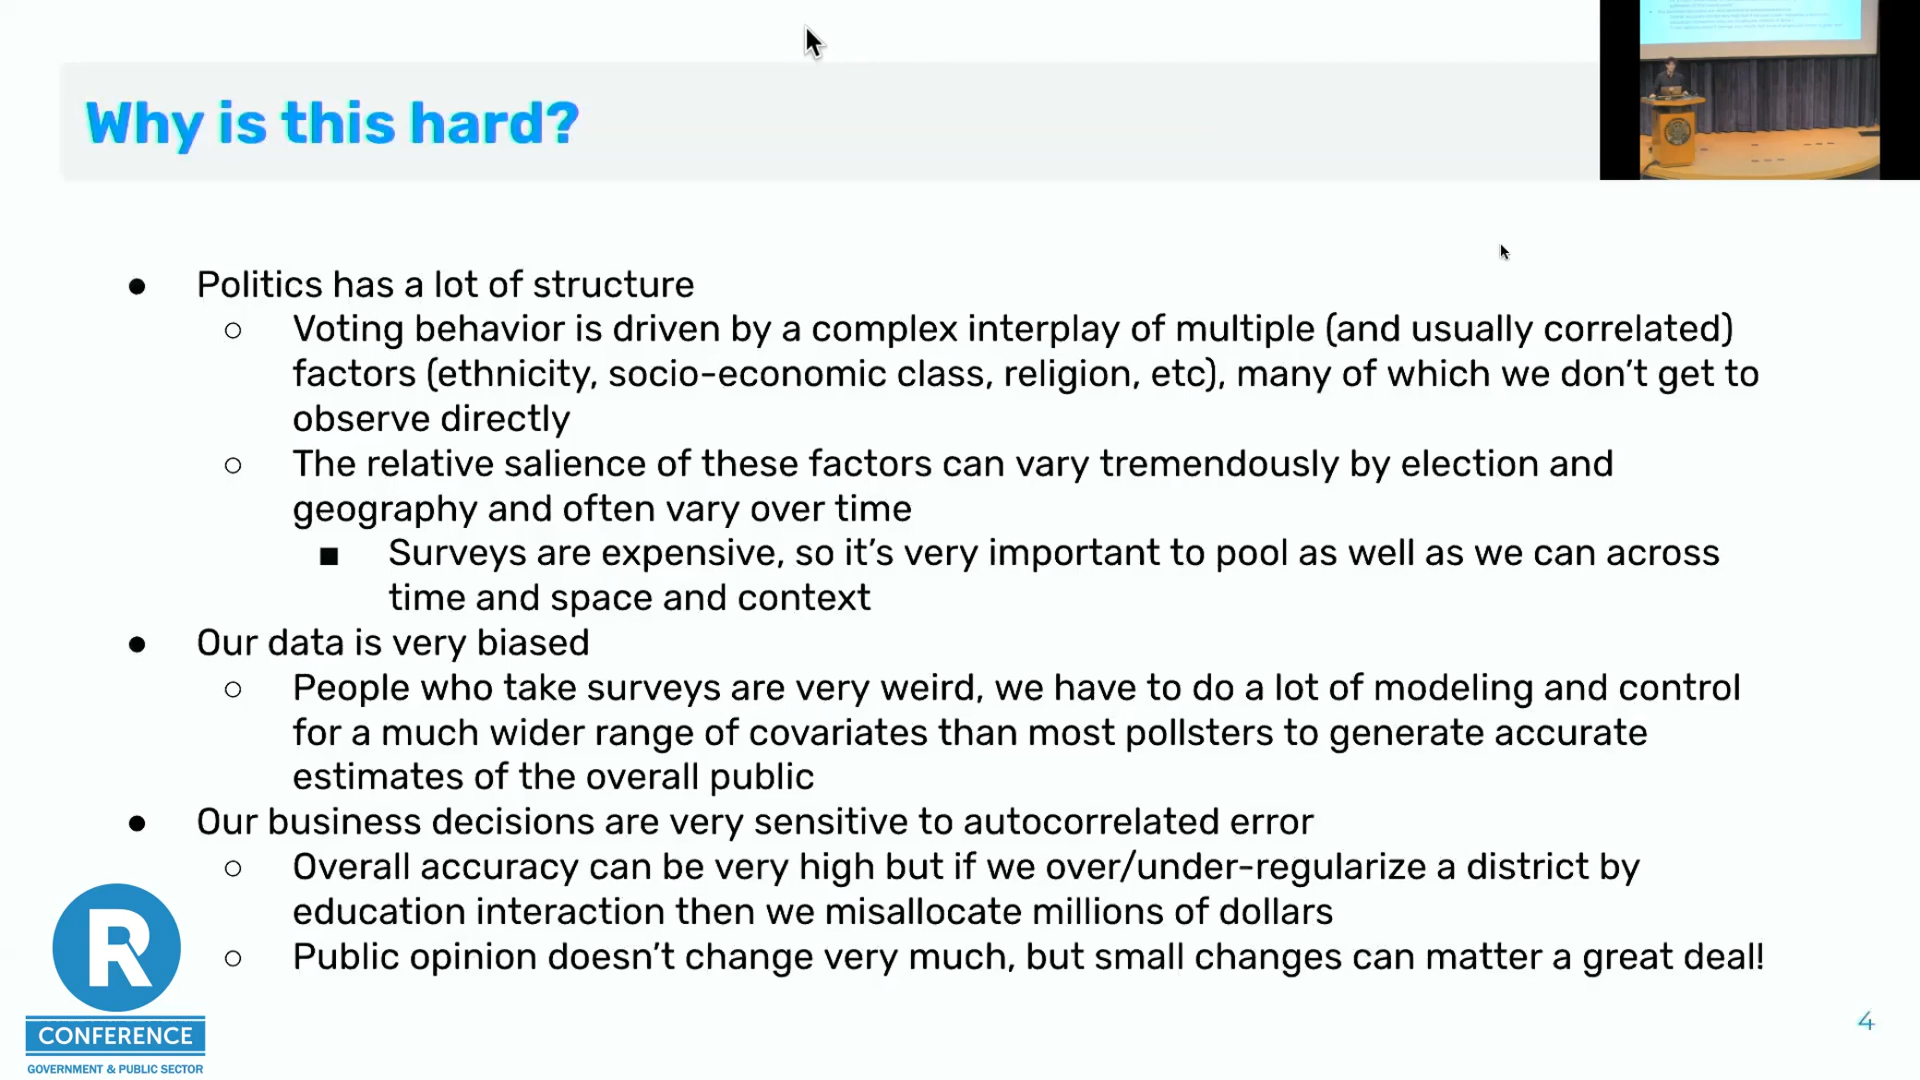 Why is this hard?
● Politics has a lot of structure
○ Voting behavior is driven by a complex interplay of multiple (and usually correlated)
factors (ethnicity, socio-economic class, religion, etc), many of which we don't get to
observe directly
○ The relative salience of these factors can vary tremendously by election and
geography and often vary over time
■ Surveys are expensive, so it's very important to pool as well as we can across
time and space and context
● Our data is very biased
○ People who take surveys are very weird, we have to do a lot of modeling and control
for a much wider range of covariates than most pollsters to generate accurate
estimates of the overall public
● Our business decisions are very sensitive to autocorrelated error
○ Overall accuracy can be very high but if we over/under-regularize a district by
education interaction then we misallocate millions of dollars
○ Public opinion doesn't change very much, but small changes can matter a great deal!
R
CONFERENCE
GOVERNMENT & PUBLIC SECTOR
4